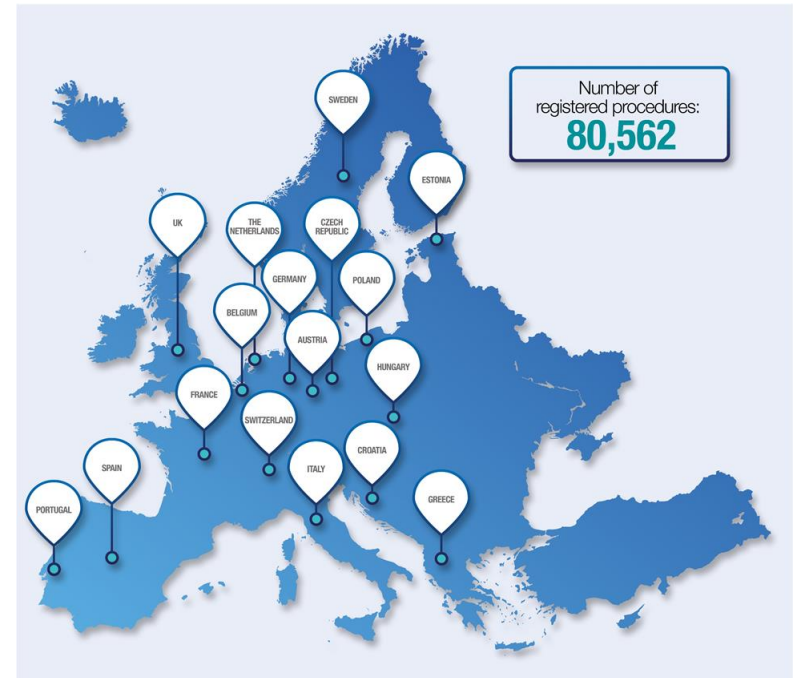 Number of
registered procedures:
80,562
SWEDEN
ESTONIA
UK
THE
NETHERLANDS
CZECH
REPUBLIC
GERMANY
POLAND
BELGIUM
AUSTRIA
HUNGARY
FRANCE
SWITZERLAND
CROATIA
SPAIN
ITALY
GREECE
PORTUGAL